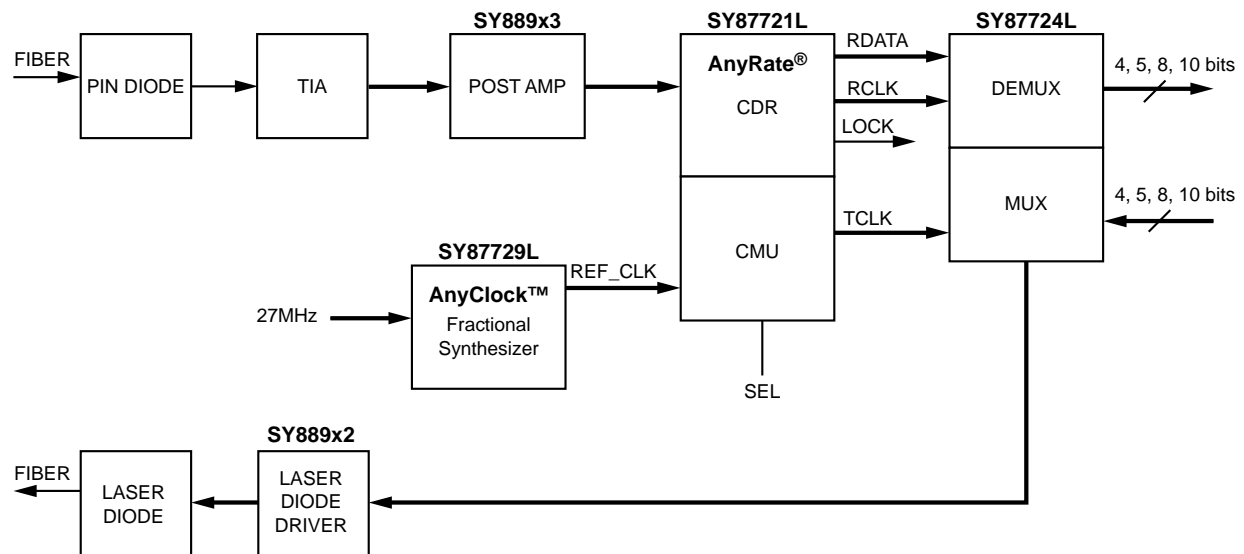 SY889x3
SY87721L
SY87724L
FIBER
PIN DIODE
TIA
POST AMP
AnyRate®
CDR
RDATA
RCLK
LOCK
DEMUX
4, 5, 8, 10 bits
MUX
4, 5, 8, 10 bits
CMU
TCLK
SY87729L
REF_CLK
27MHz
AnyClock™
Fractional
Synthesizer
SEL
SY889x2
FIBER
LASER
DIODE
LASER
DIODE
DRIVER